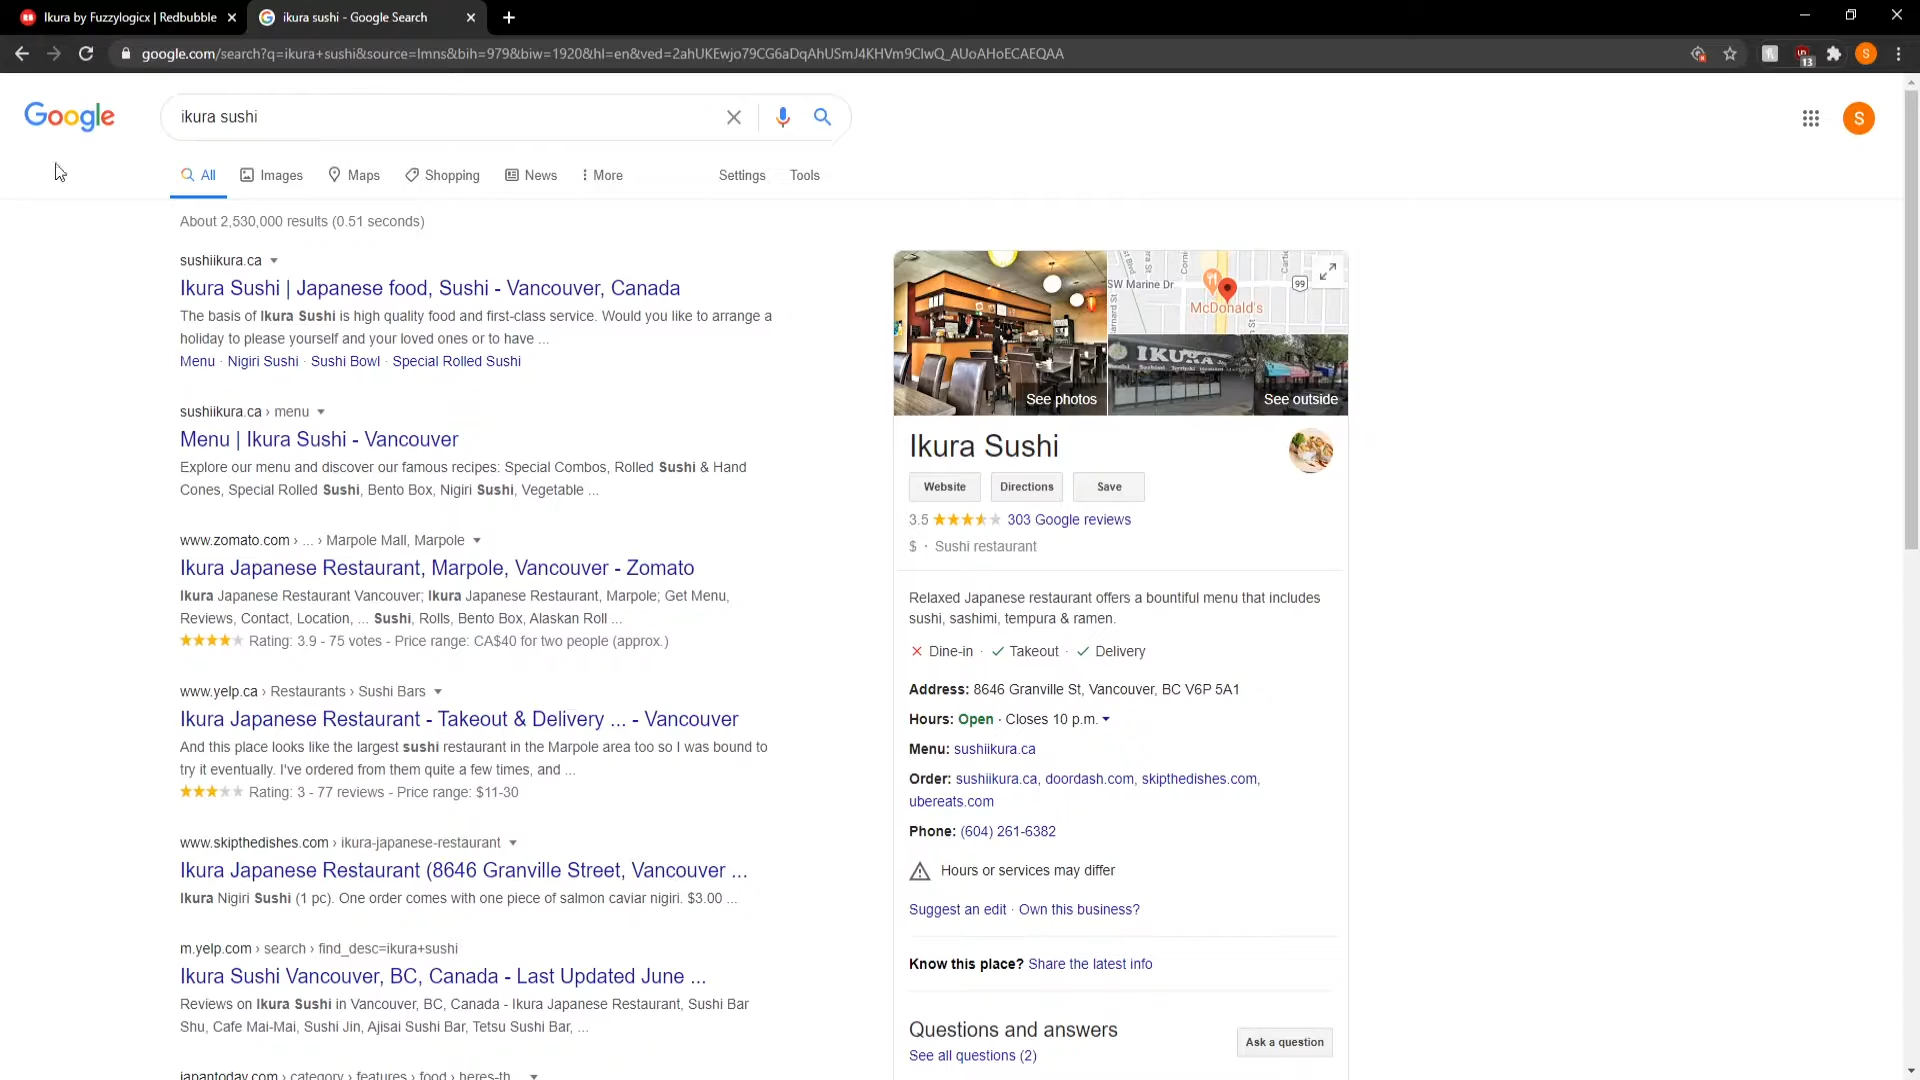 Ikura by Fuzzylogicx | Redbubble
ikura sushi - Google Search
google.com/search?q=ikura+sushi&source=lmns&bih=979&biw=1920&hl=en&ved=2ahUKEwjo79CG6aDqAhUSmJ4KHVm9CIwQ_AUoAHoECAEQAA
13
S
Google
ikura sushi
S
All
Images
Maps
Shopping
News
More
Settings
Tools
About 2,530,000 results (0.51 seconds)
sushiikura.ca
Ikura Sushi | Japanese food, Sushi - Vancouver, Canada
The basis of Ikura Sushi is high quality food and first-class service. Would you like to arrange a
holiday to please yourself and your loved ones or to have ...
Menu · Nigiri Sushi · Sushi Bowl · Special Rolled Sushi
sushiikura.ca › menu
Menu | Ikura Sushi - Vancouver
Explore our menu and discover our famous recipes: Special Combos, Rolled Sushi & Hand
Cones, Special Rolled Sushi, Bento Box, Nigiri Sushi, Vegetable ...
www.zomato.com › ... › Marpole Mall, Marpole
Ikura Japanese Restaurant, Marpole, Vancouver - Zomato
Ikura Japanese Restaurant Vancouver; Ikura Japanese Restaurant, Marpole; Get Menu,
Reviews, Contact, Location, ... Sushi, Rolls, Bento Box, Alaskan Roll ...
Rating: 3.9 - 75 votes - Price range: CA$40 for two people (approx.)
www.yelp.ca › Restaurants › Sushi Bars
Ikura Japanese Restaurant - Takeout & Delivery ... - Vancouver
And this place looks like the largest sushi restaurant in the Marpole area too so I was bound to
try it eventually. I've ordered from them quite a few times, and ...
Rating: 3 - 77 reviews - Price range: $11-30
www.skipthedishes.com › ikura-japanese-restaurant
Ikura Japanese Restaurant (8646 Granville Street, Vancouver ...
Ikura Nigiri Sushi (1 pc). One order comes with one piece of salmon caviar nigiri. $3.00 ...
m.yelp.com › search › find_desc=ikura+sushi
Ikura Sushi Vancouver, BC, Canada - Last Updated June ...
Reviews on Ikura Sushi in Vancouver, BC, Canada - Ikura Japanese Restaurant, Sushi Bar
Shu, Cafe Mai-Mai, Sushi Jin, Ajisai Sushi Bar, Tetsu Sushi Bar, ...
japantoday.com › category › features › food › heres-th...
SW Marine Dr
99
McDonald's
IKURA
See photos
See outside
Ikura Sushi
Website
Directions
Save
3.5
303 Google reviews
$ · Sushi restaurant
Relaxed Japanese restaurant offers a bountiful menu that includes
sushi, sashimi, tempura & ramen.
Dine-in · Takeout · Delivery
Address: 8646 Granville St, Vancouver, BC V6P 5A1
Hours: Open · Closes 10 p.m.
Menu: sushiikura.ca
Order: sushiikura.ca, doordash.com, skipthedishes.com,
ubereats.com
Phone: (604) 261-6382
Hours or services may differ
Suggest an edit · Own this business?
Know this place? Share the latest info
Questions and answers
See all questions (2)
Ask a question